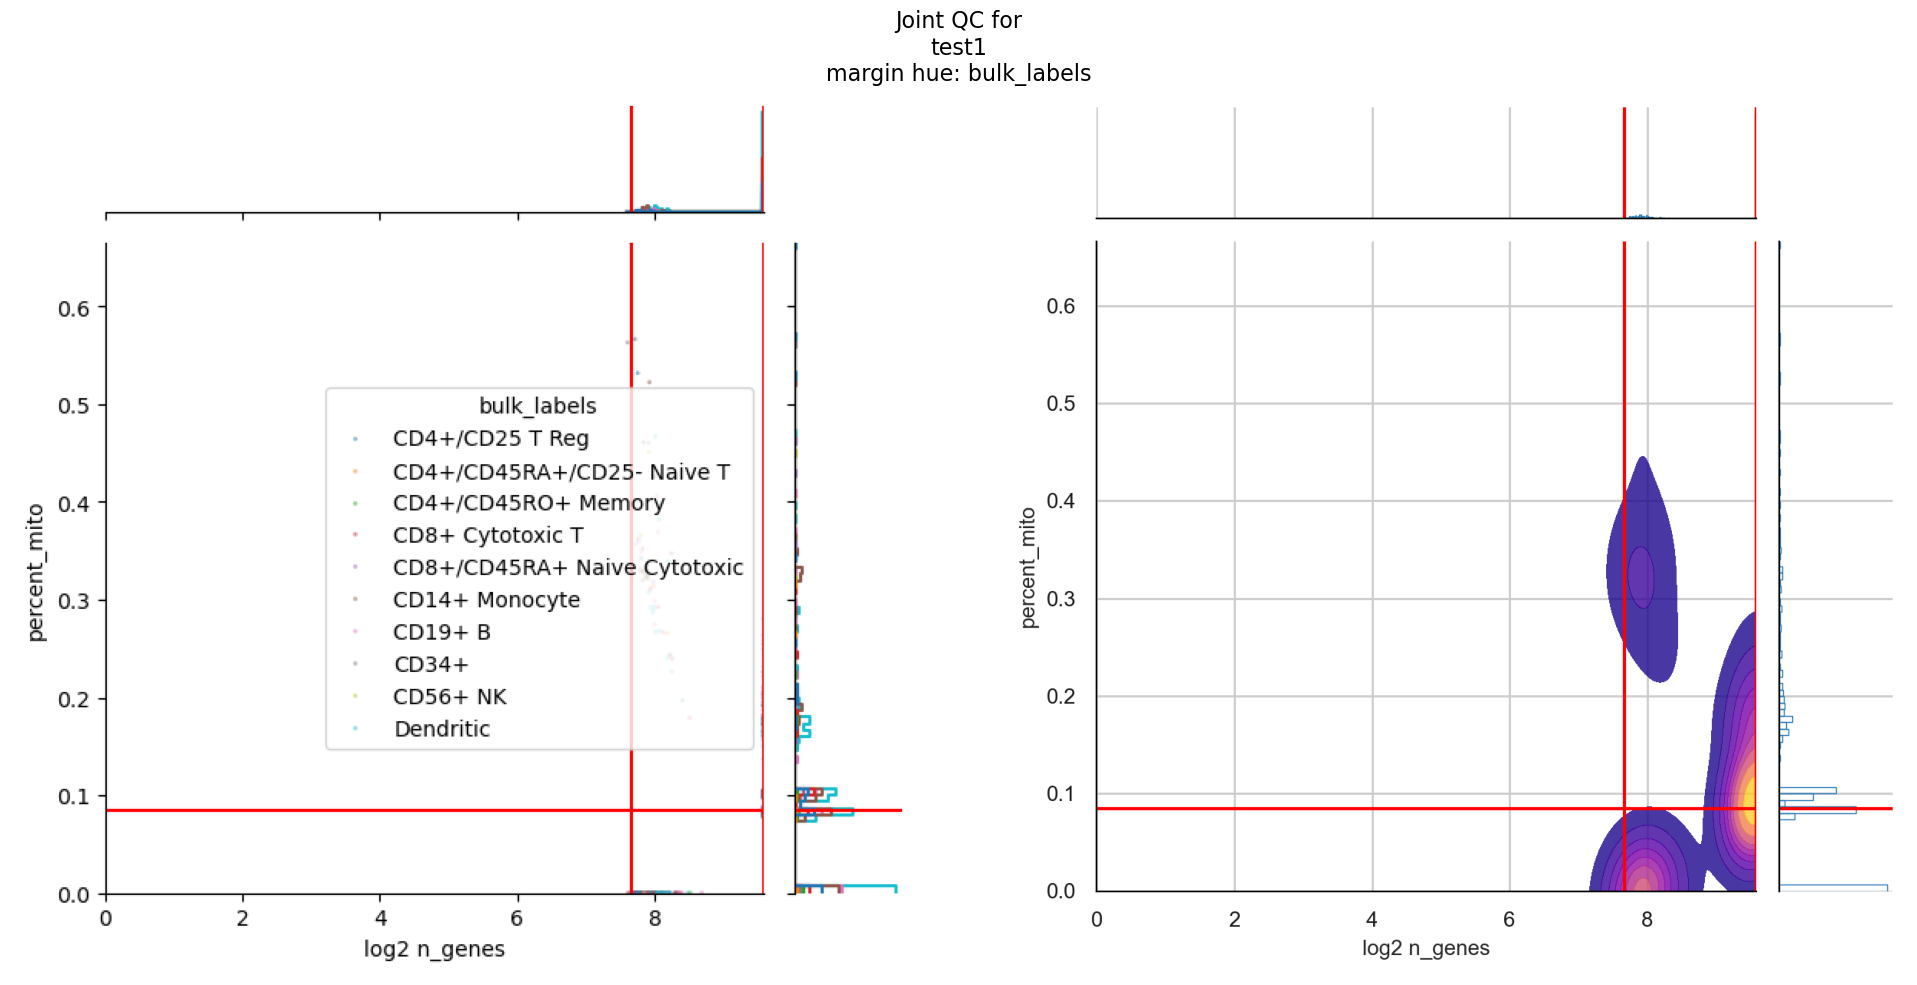 Joint QC for
test1
margin hue: bulk_labels
percent_mito
0.6
0.5
0.4
0.3
0.2
0.1
0.0
bulk_labels
CD4+/CD25 T Reg
CD4+/CD45RA+/CD25- Naive T
CD4+/CD45RO+ Memory
CD8+ Cytotoxic T
CD8+/CD45RA+ Naive Cytotoxic
CD14+ Monocyte
CD19+ B
CD34+
CD56+ NK
Dendritic
0 2 4 6 8
log2 n_genes
percent_mito
0.6
0.5
0.4
0.3
0.2
0.1
0.0
0 2 4 6 8
log2 n_genes